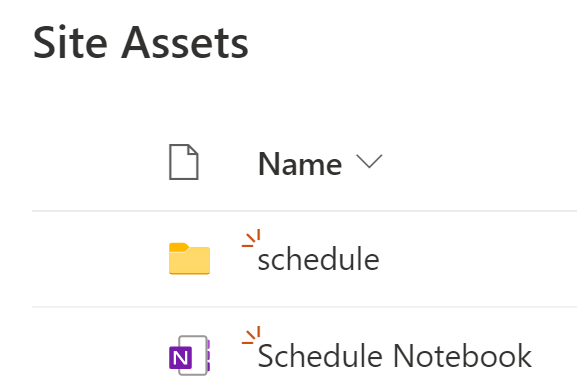 Site Assets
Name
schedule
N
Schedule Notebook